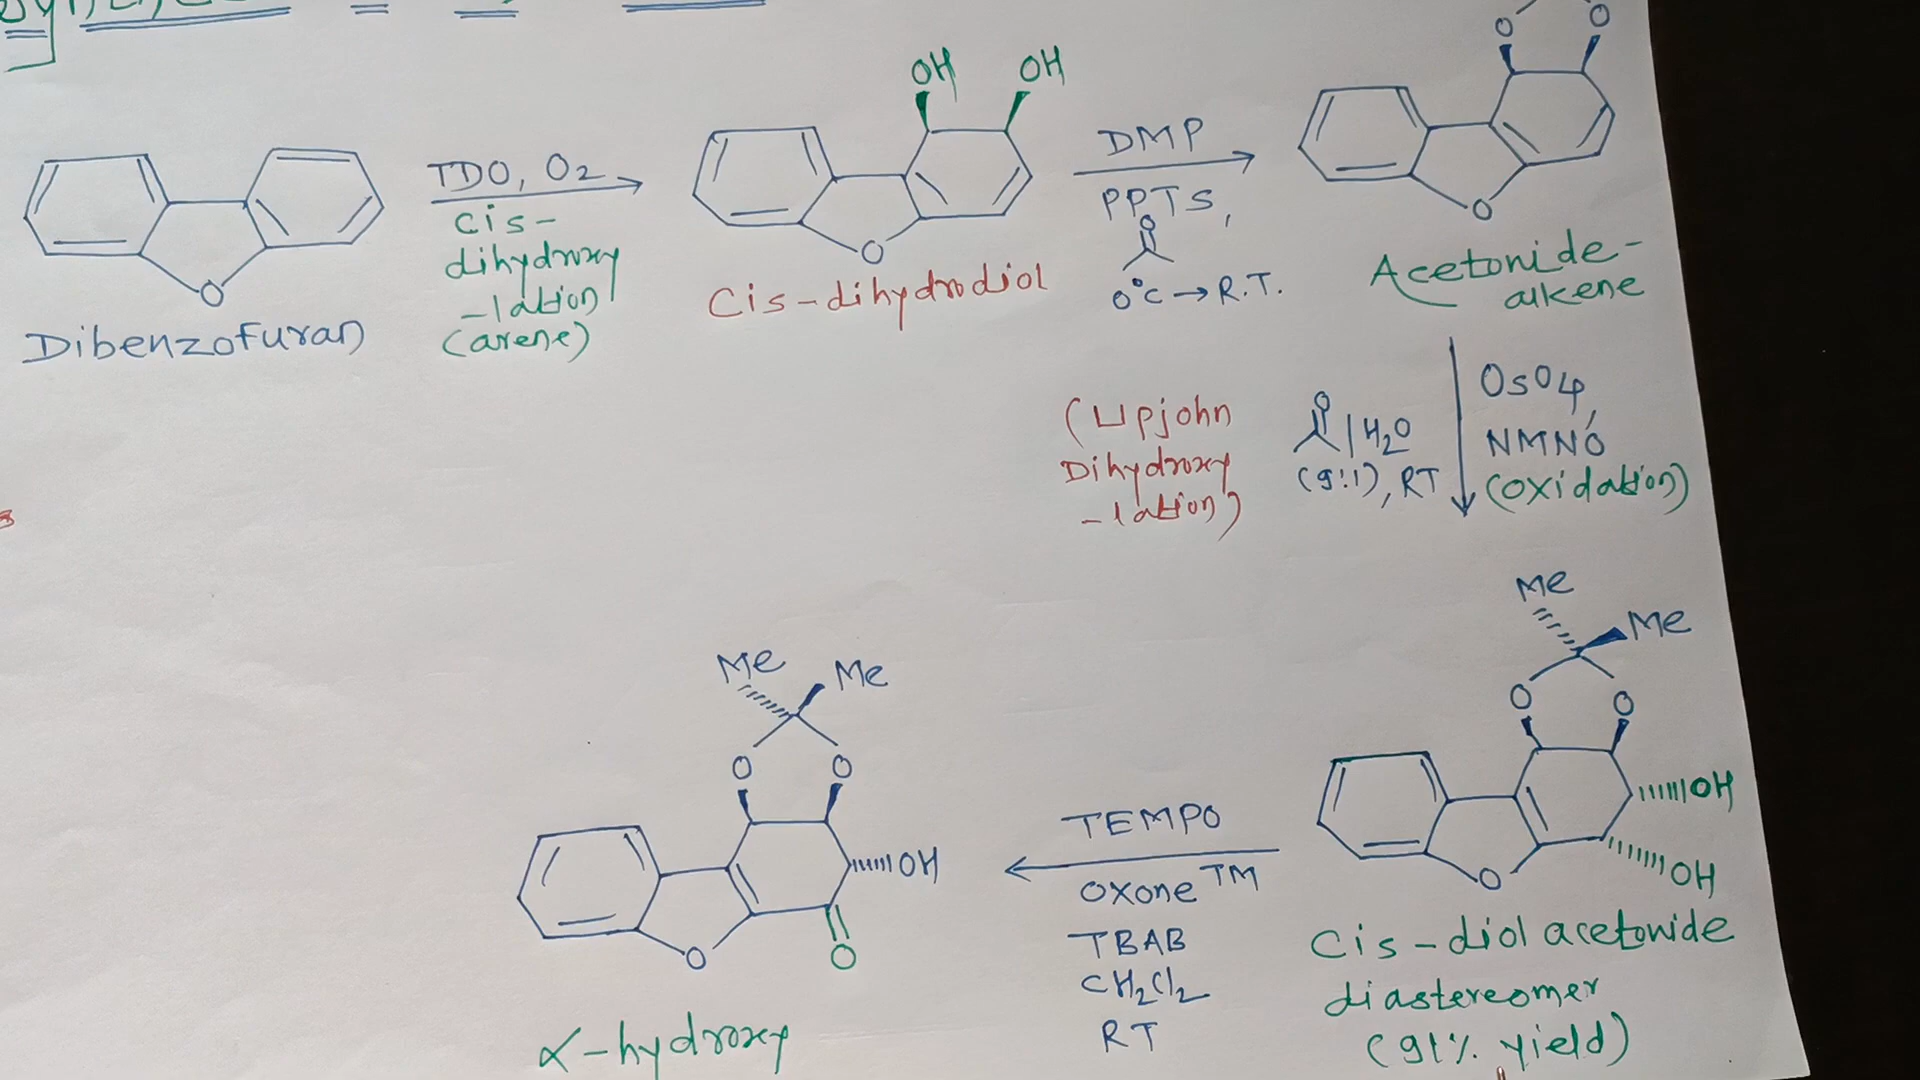 OH OH
O O
TDO, O2
cis-
dihydroxy
-lation
(arene)
O
Dibenzofuran
O
Cis-dihydrodiol
DMP
PPTS,
O
0°C → R.T.
O
Acetonide-
alkene
(Upjohn
Dihydroxy
-lation)
O
/H2O
(9:1), RT
OsO4,
NMNO
(oxidation)
Me
Me
O O
OH
OH
O
Cis-diol acetonide
diastereomer
(91% yield)
TEMPO
OXone TM
TBAB
CH2Cl2
RT
Me Me
O O
OH
O
O
α-hydroxy